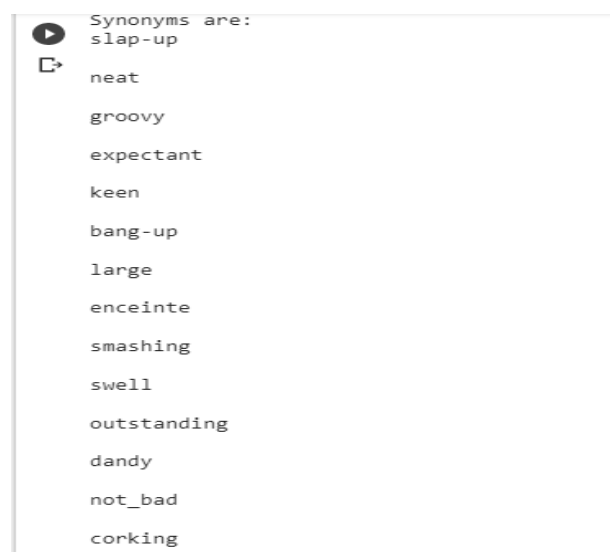 Synonyms are:
slap-up
neat
groovy
expectant
keen
bang-up
large
enceinte
smashing
swell
outstanding
dandy
not_bad
corking